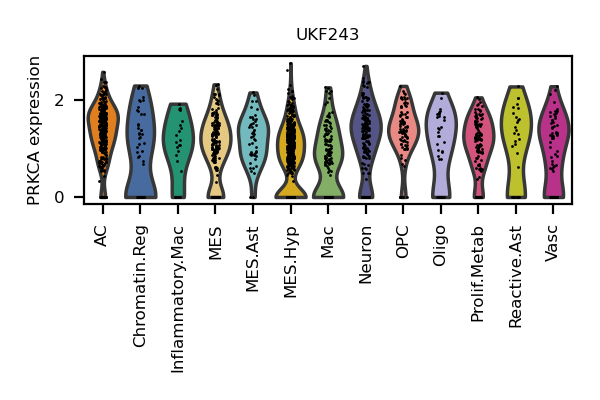 UKF243
PRKCA expression
2
0
AC
Chromatin.Reg
Inflammatory.Mac
MES
MES.Ast
MES.Hyp
Mac
Neuron
OPC
Oligo
Prolif.Metab
Reactive.Ast
Vasc